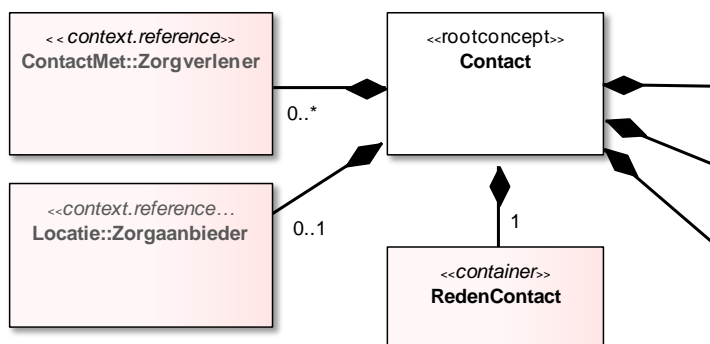 <<context.reference>>
ContactMet::Zorgverlener
0..*
<<rootconcept>>
Contact
<<context.reference...
Locatie::Zorgaanbieder
0..1
1
<<container>>
RedenContact